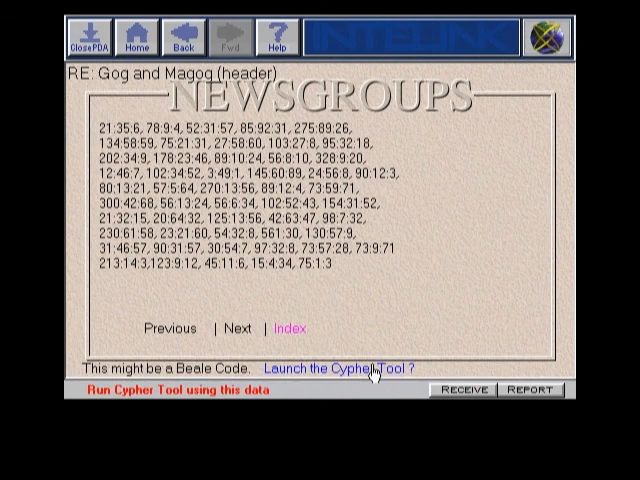 ClosePDA Home Back Fwd Help INTELINK
RE: Gog and Magog (header)
NEWSGROUPS
21:35:6, 78:9:4, 52:31:57, 85:92:31, 275:89:26,
134:58:59, 75:21:31, 27:58:60, 103:27:8, 95:32:18,
202:34:9, 178:23:46, 89:10:24, 56:8:10, 328:9:20,
12:46:7, 102:34:52, 3:49:1, 145:60:89, 24:56:8, 90:12:3,
80:13:21, 57:5:64, 270:13:56, 89:12:4, 73:59:71,
300:42:68, 56:13:24, 56:6:34, 102:52:43, 154:31:52,
21:32:15, 20:64:32, 125:13:56, 42:63:47, 98:7:32,
230:61:58, 23:21:60, 54:32:8, 561:30, 130:57:9,
31:46:57, 90:31:57, 30:54:7, 97:32:8, 73:57:28, 73:9:71
213:14:3,123:9:12, 45:11:6, 15:4:34, 75:1:3
Previous | Next | Index
This might be a Beale Code. Launch the Cypher Tool ?
Run Cypher Tool using this data RECEIVE REPORT